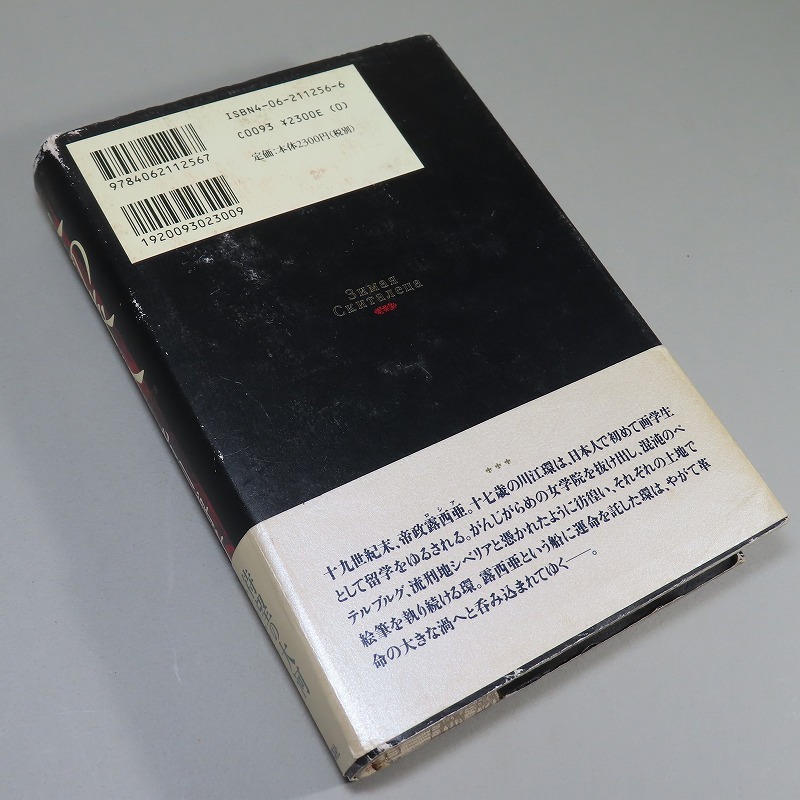 ISBN4-06-211256-6
C0093 ¥2300E (0)
定価:本体2300円(税別)
9784062112567
1920093023009
Зимая
Скиталеца
***
十九世紀末、帝政露西亜。十七歳の川江環は、日本人で初めて画学生
ロシア
として留学をゆるされる。がんじがらめの女学院を抜け出し、混沌のペ
テルブルグ、流刑地シベリアと憑かれたように彷徨い、それぞれの土地で
絵筆を執り続ける環。露西亜という船に運命を託した環は、やがて革
命の大きな渦へと呑み込まれてゆく──。